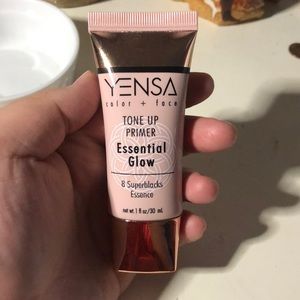 YENSA
color + face
TONE UP
PRIMER
Essential
Glow
8 Superblacks
Essence
net wt. 1 fl oz/30 mL